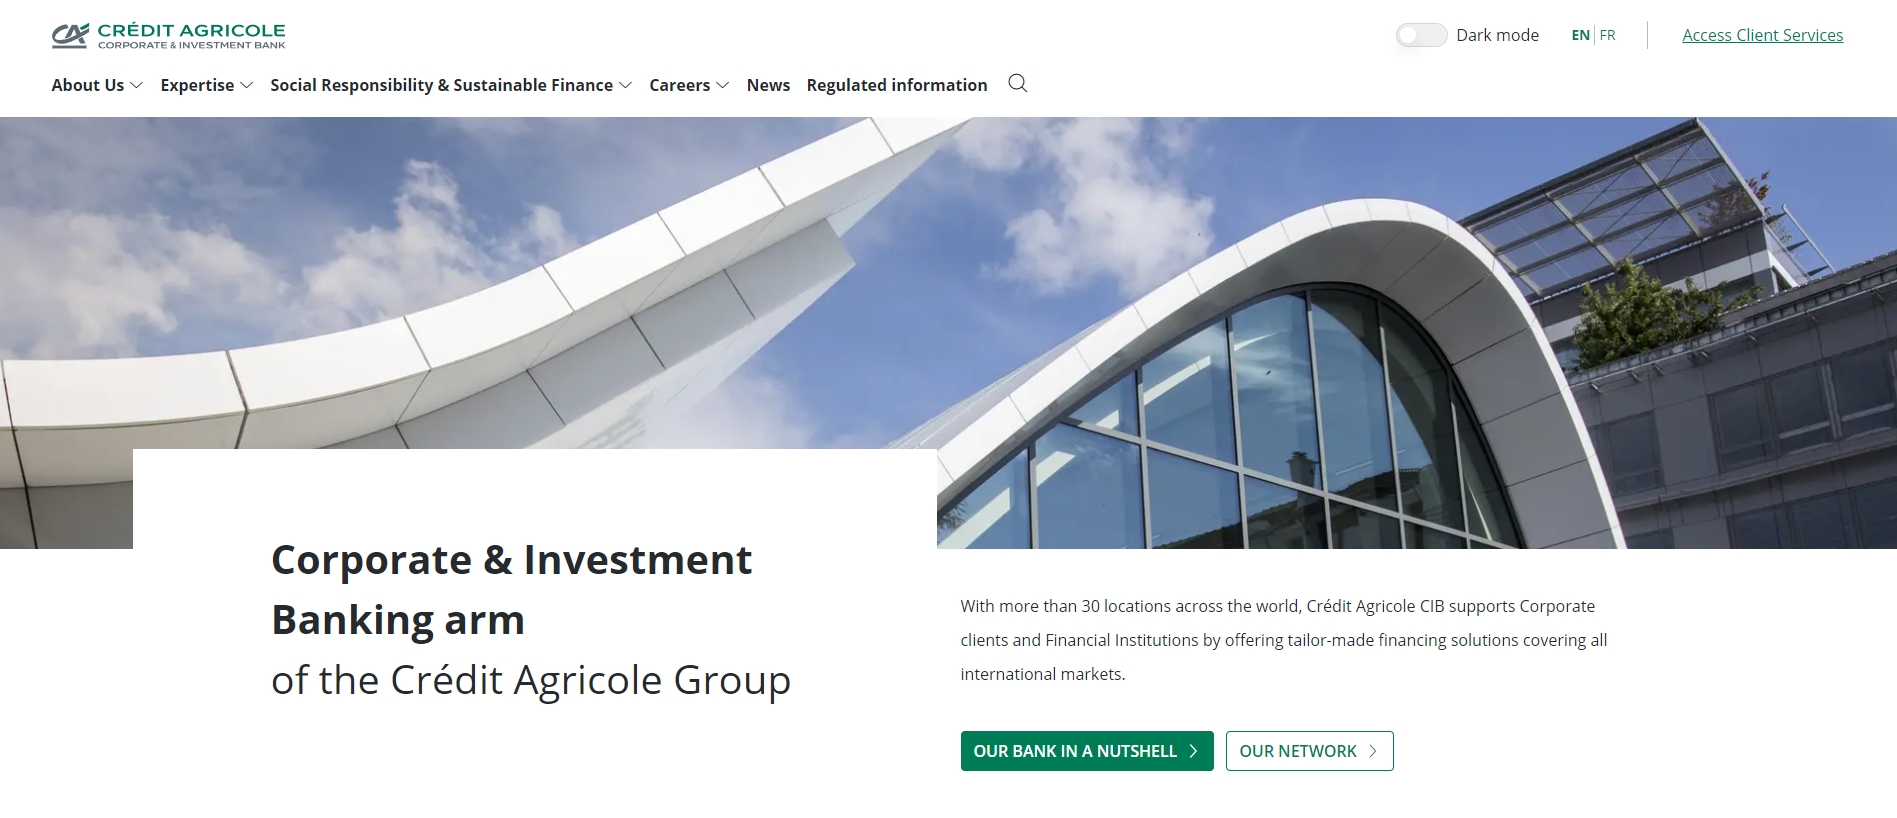 CRÉDIT AGRICOLE
CORPORATE & INVESTMENT BANK
Dark mode
EN FR
Access Client Services
About Us Expertise Social Responsibility & Sustainable Finance Careers News Regulated information
Corporate & Investment
Banking arm
of the Crédit Agricole Group
With more than 30 locations across the world, Crédit Agricole CIB supports Corporate
clients and Financial Institutions by offering tailor-made financing solutions covering all
international markets.
OUR BANK IN A NUTSHELL
OUR NETWORK